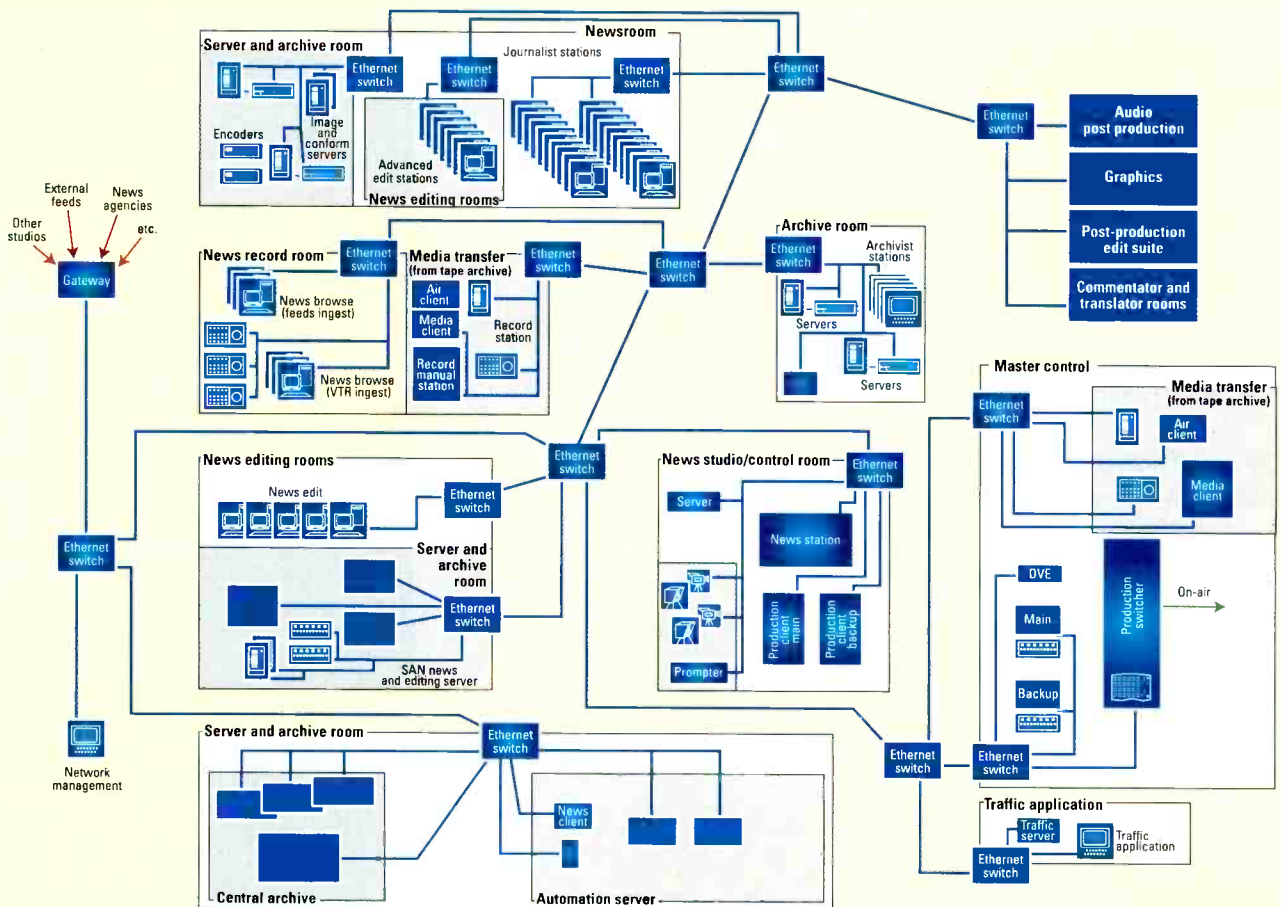 Newsroom
Server and archive room
Ethernet
switch
Ethernet
switch
Journalist stations
Ethernet
switch
Ethernet
switch
Encoders
Image
and
conform
servers
Advanced
edit stations
News editing rooms
Ethernet
switch
Audio
post production
Graphics
Post-production
edit suite
Commentator and
translator rooms
External
feeds
News
agencies
Other
studios
etc.
Gateway
News record room
Ethernet
switch
News browse
(feeds ingest)
News browse
(VTR ingest)
Media transfer
(from tape archive)
Ethernet
switch
Air
client
Media
client
Record
manual
station
Record
station
Ethernet
switch
Archive room
Ethernet
switch
Archivist
stations
Servers
Servers
Master control
Ethernet
switch
Media transfer
(from tape archive)
Air
client
Media
client
Ethernet
switch
News editing rooms
News edit
Ethernet
switch
Server and
archive
room
Ethernet
switch
SAN news
and editing server
News studio/control room
Ethernet
switch
Server
News station
Production
client
main
Production
client
backup
Prompter
DVE
Main
Backup
Production
switcher
On-air
Ethernet
switch
Network
management
Server and archive room
Ethernet
switch
News
client
Central archive
Automation server
Ethernet
switch
Ethernet
switch
Traffic application
Traffic
server
Traffic
application
Ethernet
switch